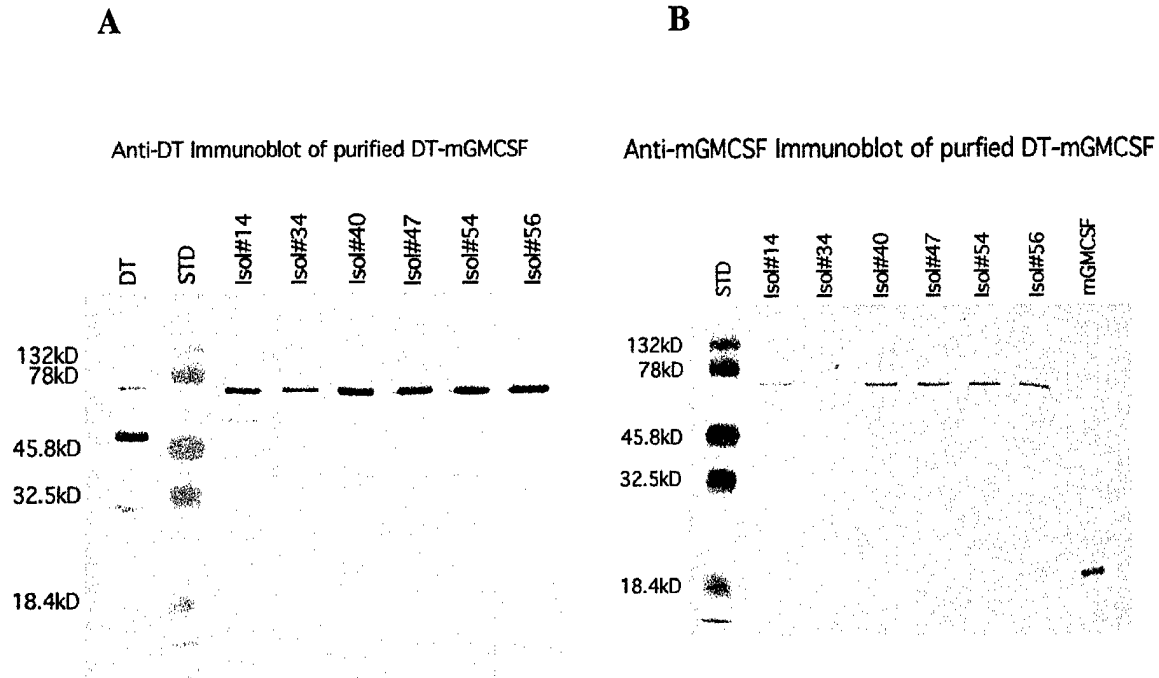 A
Anti-DT Immunoblot of purified DT-mGMCSF
DT
STD
Isol#14
Isol#34
Isol#40
Isol#47
Isol#54
Isol#56
132kD
78kD
45.8kD
32.5kD
18.4kD
B
Anti-mGMCSF Immunoblot of purfied DT-mGMCSF
STD
Isol#14
Isol#34
Isol#40
Isol#47
Isol#54
Isol#56
mGMCSF
132kD
78kD
45.8kD
32.5kD
18.4kD